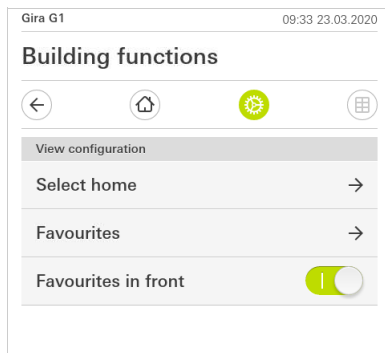 Gira G1
09:33 23.03.2020
Building functions
View configuration
Select home
Favourites
Favourites in front